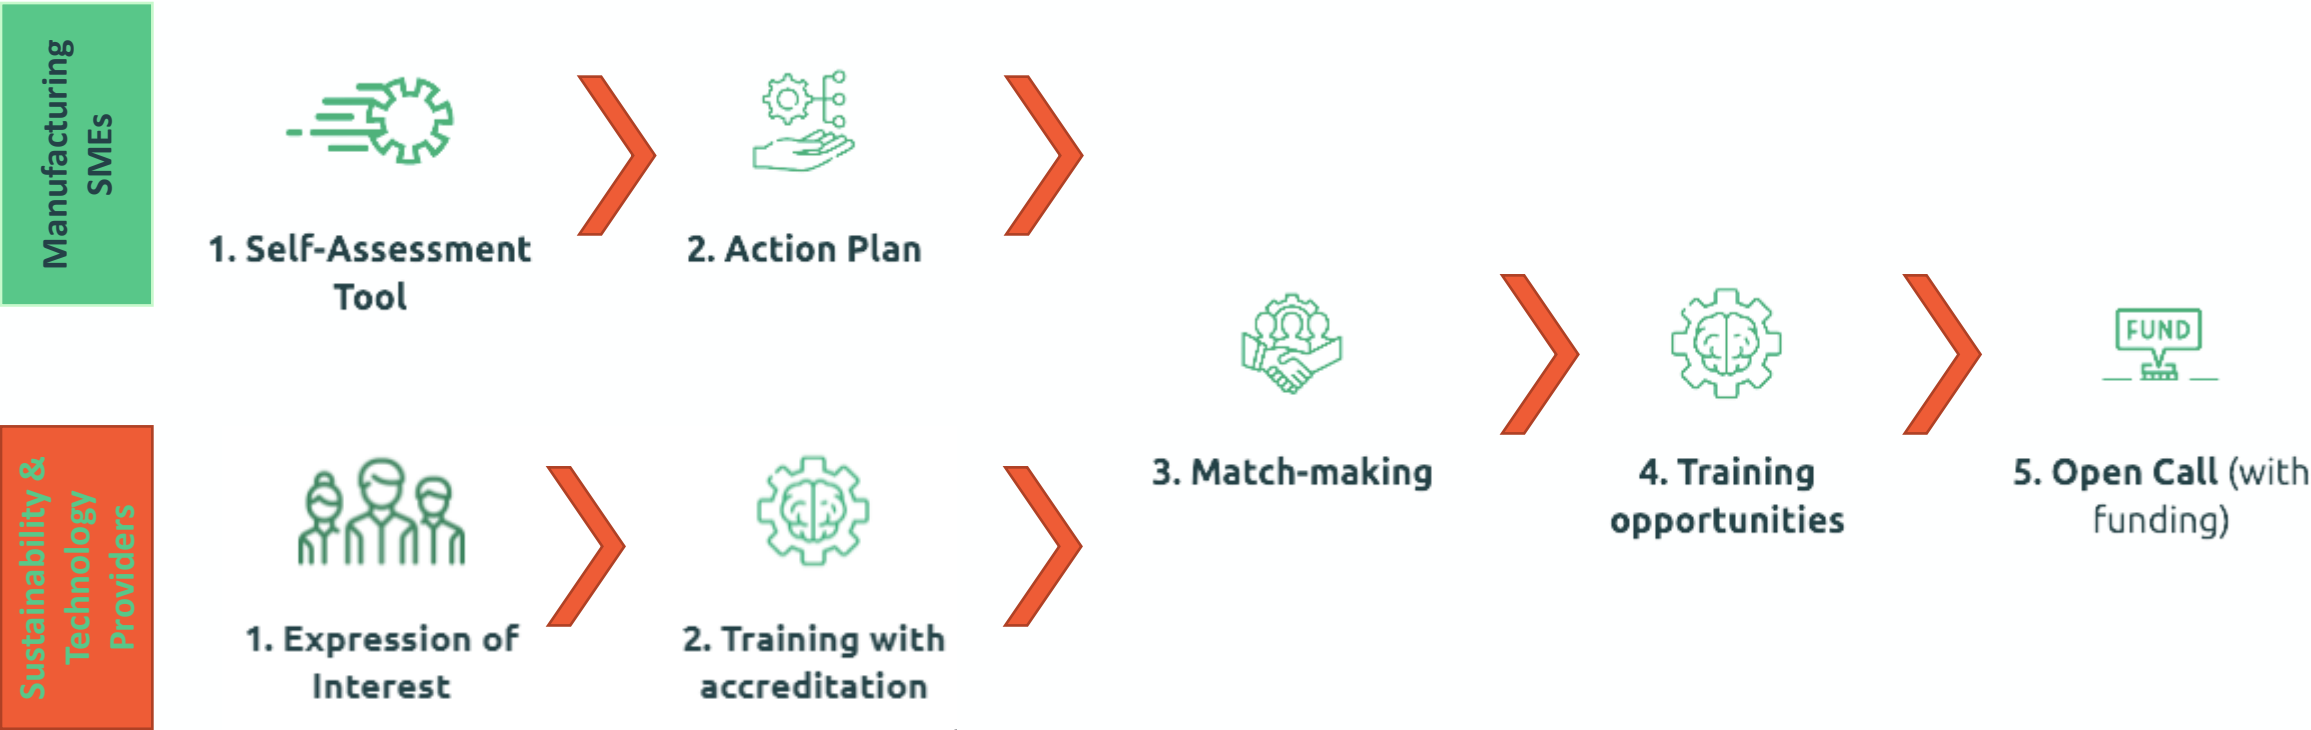 Manufacturing
SMEs
1. Self-Assessment
Tool
2. Action Plan
Sustainability &
Technology
Providers
1. Expression of
Interest
2. Training with
accreditation
3. Match-making
4. Training
opportunities
FUND
5. Open Call (with
funding)